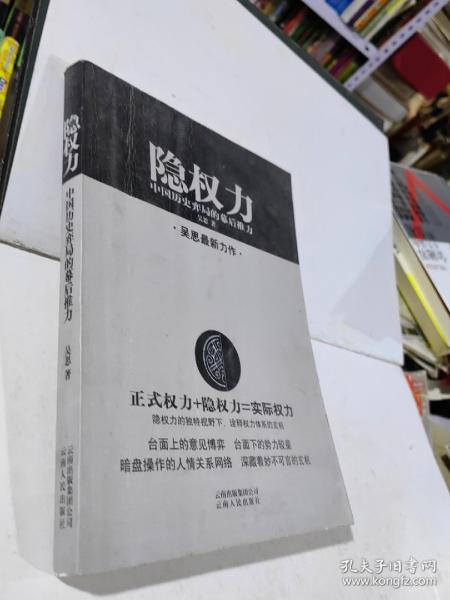 隐权力
中国历史弈局的幕后推力
吴思 著
云南出版集团公司
云南人民出版社
隐权力
中国历史弈局的幕后推力
吴思 著
·吴思最新力作·
正式权力+隐权力=实际权力
隐权力的独特视野下,诠释权力体系的玄机
台面上的意见博弈 台面下的势力较量
暗盘操作的人情关系网络 深藏着妙不可言的玄机
云南出版集团公司
云南人民出版社
孔夫子旧书网
www.kongfz.com